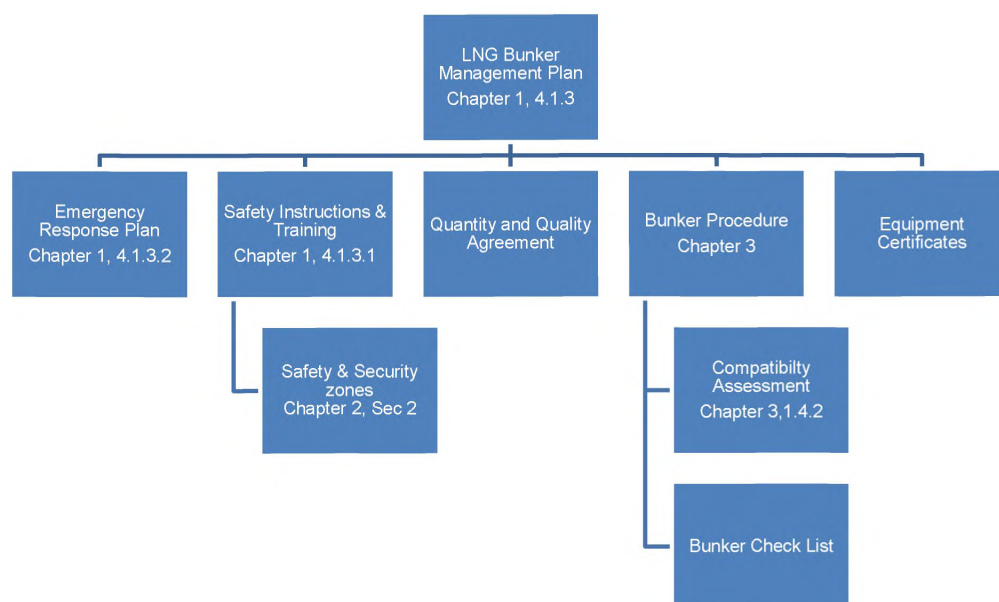 LNG Bunker
Management Plan
Chapter 1, 4.1.3
Emergency
Response Plan
Chapter 1, 4.1.3.2
Safety Instructions &
Training
Chapter 1, 4.1.3.1
Quantity and Quality
Agreement
Bunker Procedure
Chapter 3
Equipment
Certificates
Safety & Security
zones
Chapter 2, Sec 2
Compatibilty
Assessment
Chapter 3,1.4.2
Bunker Check List